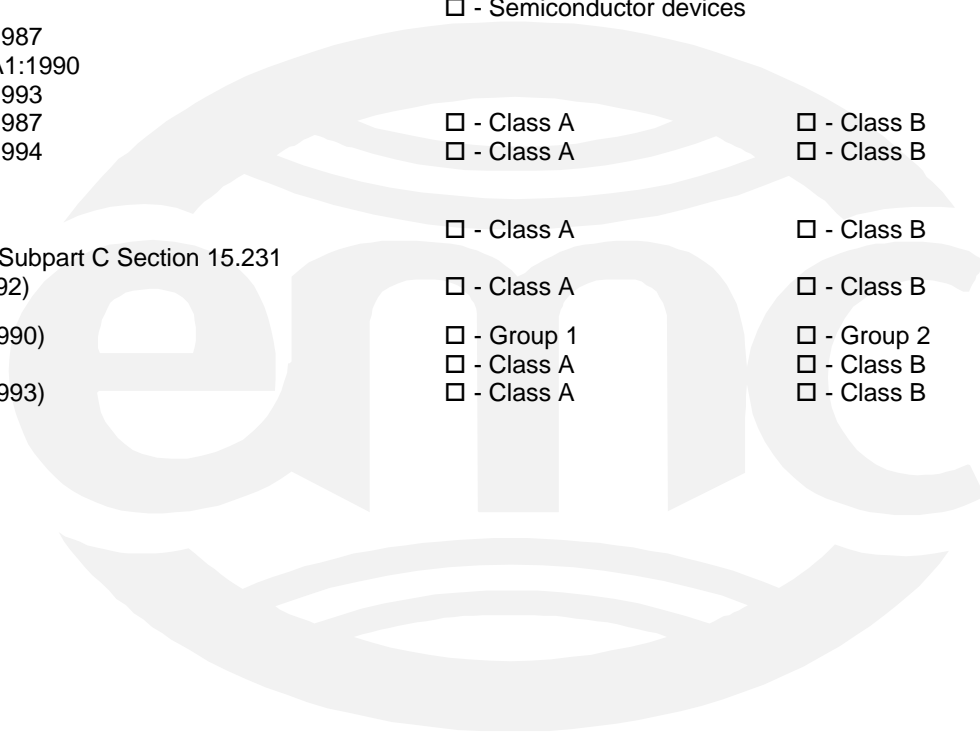 ☐ - Semiconductor devices
987
A1:1990
993
987 ☐ - Class A ☐ - Class B
994 ☐ - Class A ☐ - Class B
☐ - Class A ☐ - Class B
Subpart C Section 15.231
92) ☐ - Class A ☐ - Class B
990) ☐ - Group 1 ☐ - Group 2
☐ - Class A ☐ - Class B
993) ☐ - Class A ☐ - Class B
emc